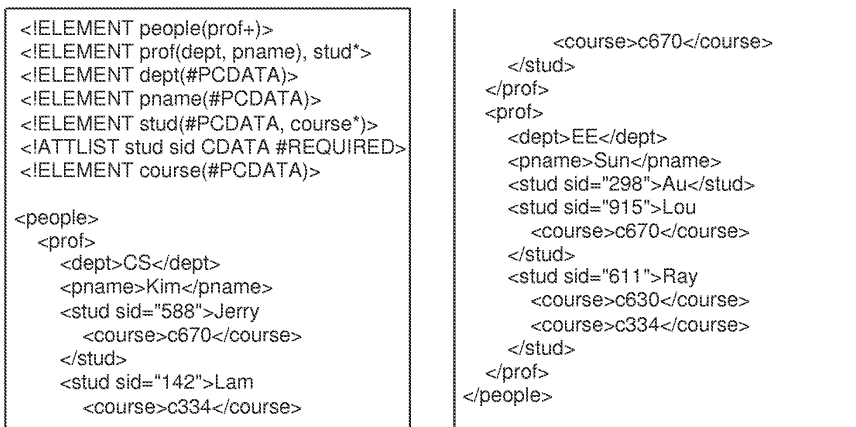 <!ELEMENT people(prof+)>
<!ELEMENT prof(dept, pname), stud*>
<!ELEMENT dept(#PCDATA)>
<!ELEMENT pname(#PCDATA)>
<!ELEMENT stud(#PCDATA, course*)>
<!ATTLIST stud sid CDATA #REQUIRED>
<!ELEMENT course(#PCDATA)>
<people>
<prof>
<dept>CS</dept>
<pname>Kim</pname>
<stud sid="588">Jerry
<course>c670</course>
</stud>
<stud sid="142">Lam
<course>c334</course>
<course>c670</course>
</stud>
</prof>
<prof>
<dept>EE</dept>
<pname>Sun</pname>
<stud sid="298">Au</stud>
<stud sid="915">Lou
<course>c670</course>
</stud>
<stud sid="611">Ray
<course>c630</course>
<course>c334</course>
</stud>
</prof>
</people>